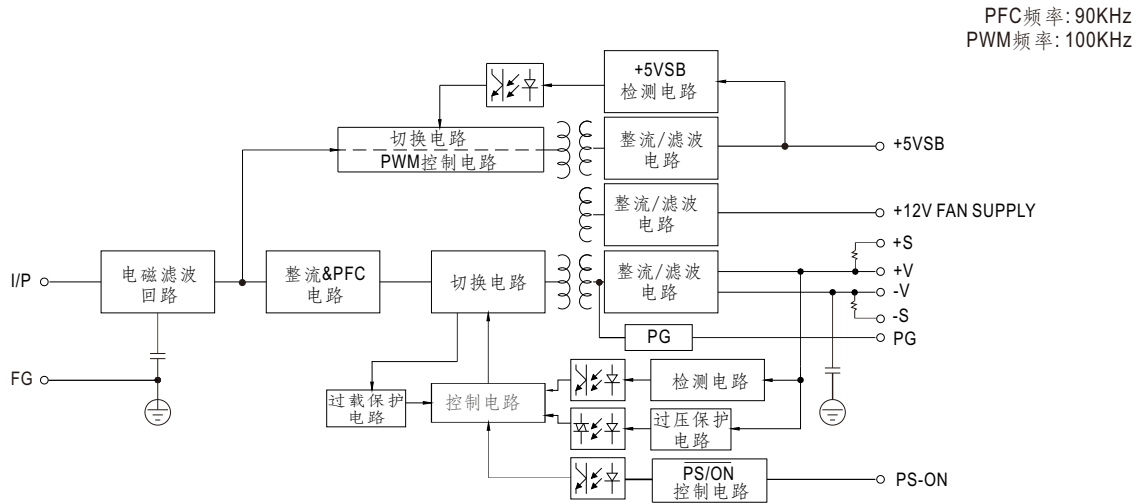 PFC频率: 90KHz
PWM频率: 100KHz
+5VSB
检测电路
切换电路
PWM控制电路
整流/滤波
电路
+5VSB
整流/滤波
电路
+12V FAN SUPPLY
+S
I/P
电磁滤波
回路
整流&PFC
电路
切换电路
整流/滤波
电路
+V
-V
-S
PG
PG
FG
过载保护
电路
控制电路
检测电路
过压保护
电路
PS/ON
控制电路
PS-ON